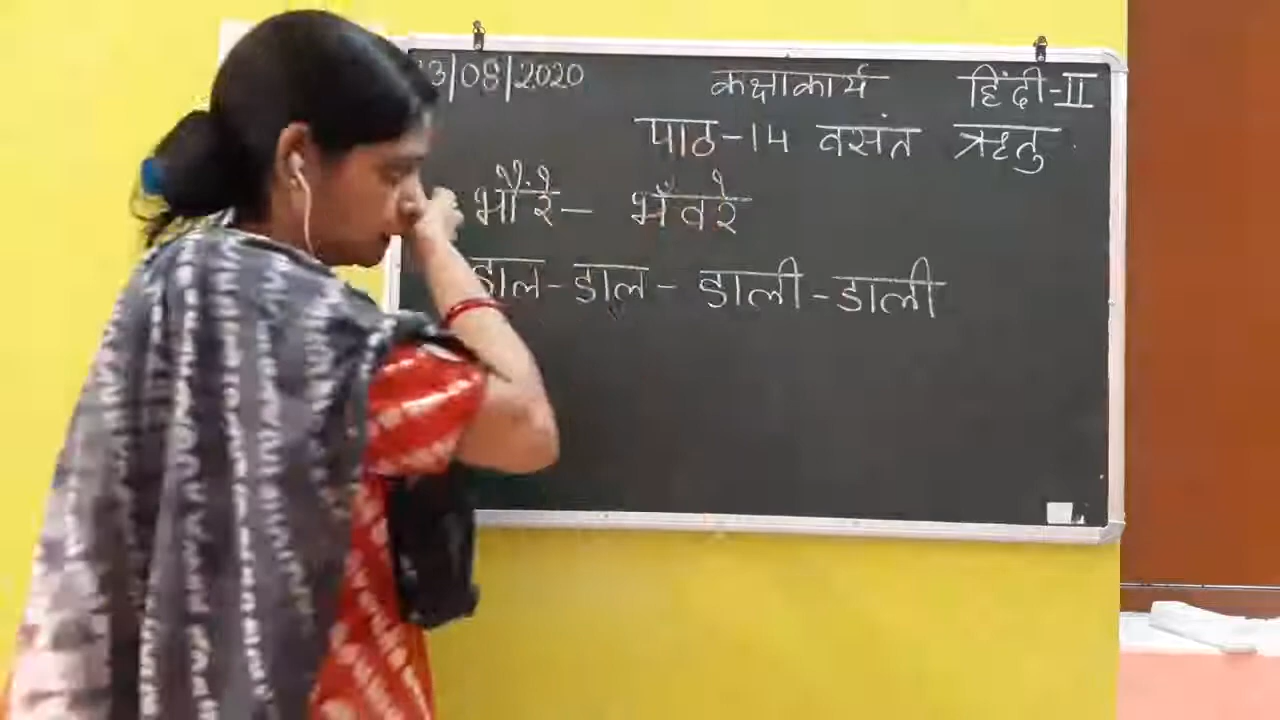 3/08/2020 कक्षाकार्य हिंदी-II
पाठ-14 वसंत ऋतु
भौंरे- भँवरे
डाल-डाल- डाली-डाली